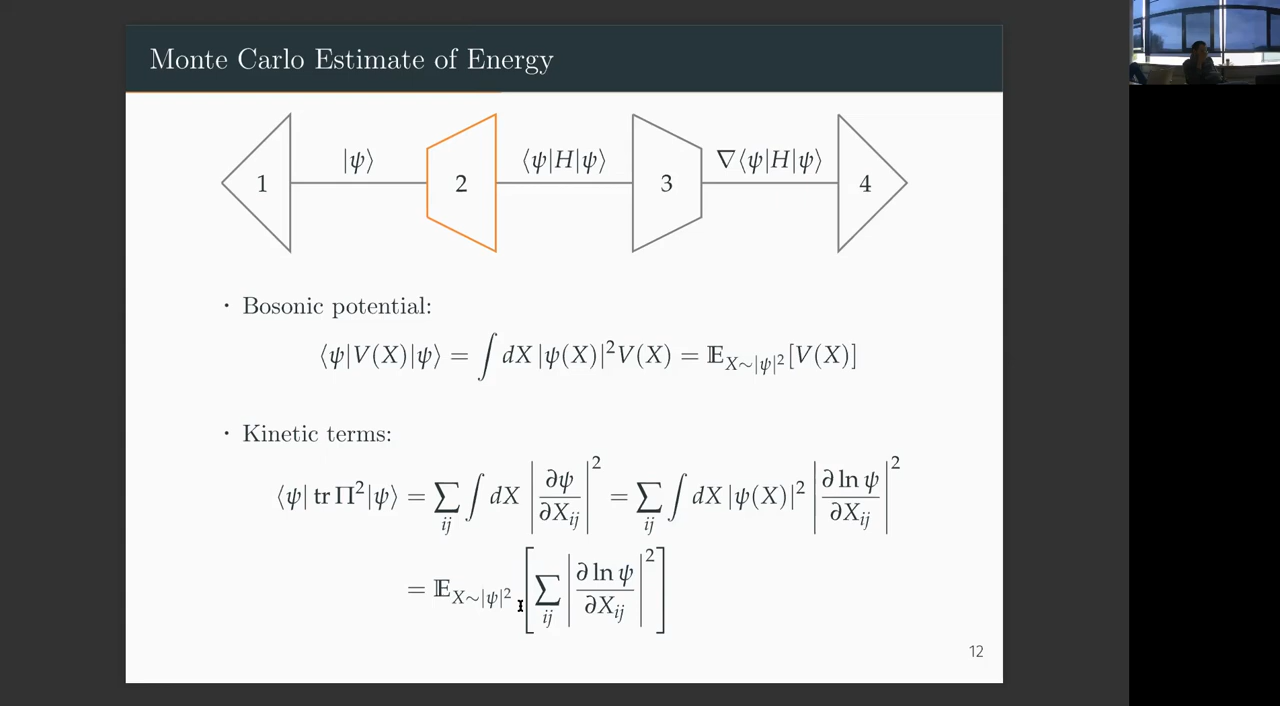 Monte Carlo Estimate of Energy
1 |ψ⟩ 2 ⟨ψ|H|ψ⟩ 3 ∇⟨ψ|H|ψ⟩ 4
· Bosonic potential:
⟨ψ|V(X)|ψ⟩ = ∫ dX |ψ(X)|² V(X) = 𝔼_{X∼|ψ|²}[V(X)]
· Kinetic terms:
⟨ψ| tr Π²|ψ⟩ = ∑_{ij} ∫ dX |∂ψ/∂X_{ij}|² = ∑_{ij} ∫ dX |ψ(X)|² |∂ ln ψ/∂X_{ij}|²
= 𝔼_{X∼|ψ|²} [∑_{ij} |∂ ln ψ/∂X_{ij}|²]
12